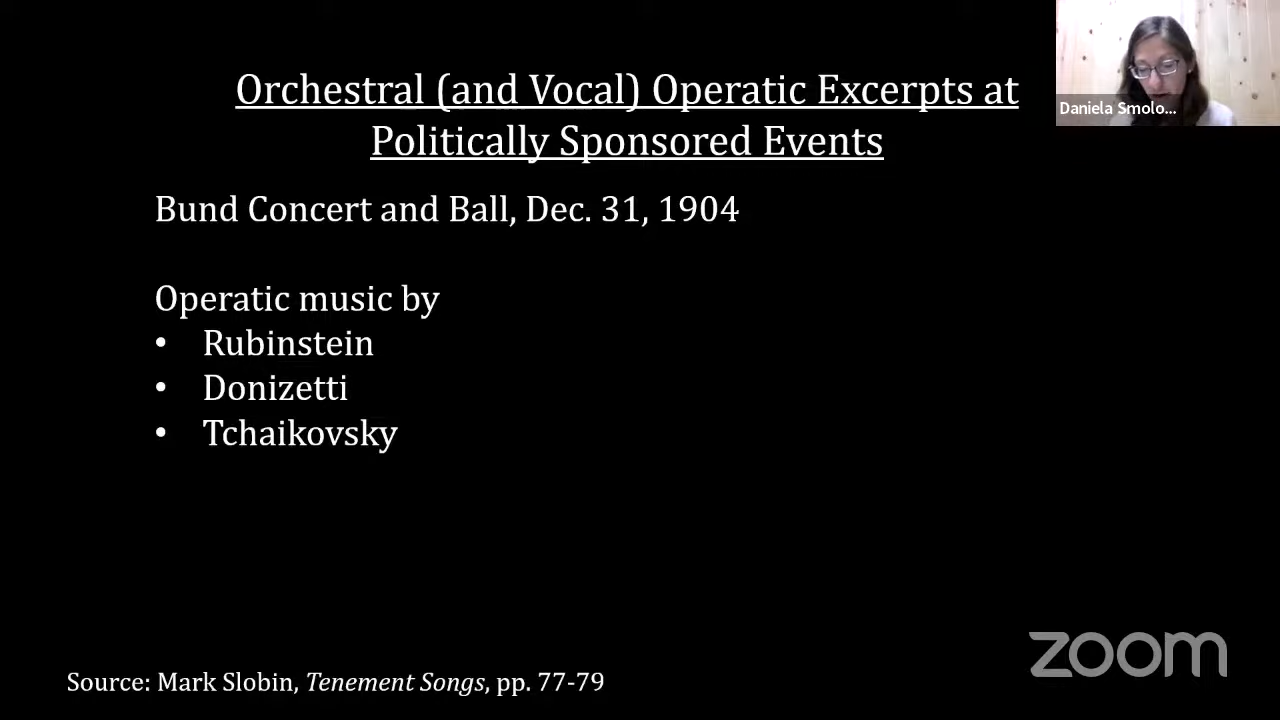 Orchestral (and Vocal) Operatic Excerpts at
Politically Sponsored Events
Daniela Smolo...
Bund Concert and Ball, Dec. 31, 1904
Operatic music by
• Rubinstein
• Donizetti
• Tchaikovsky
zoom
Source: Mark Slobin, Tenement Songs, pp. 77-79